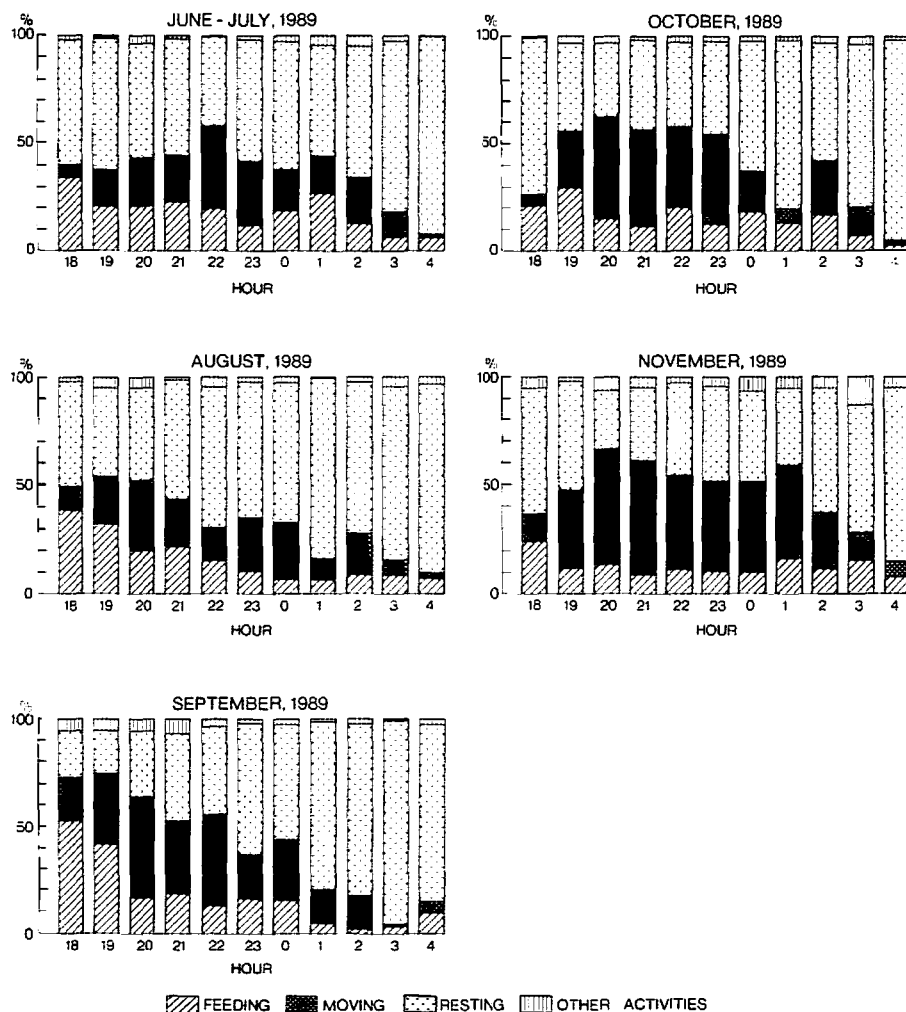 JUNE - JULY, 1989
%
100
50
0
18 19 20 21 22 23 0 1 2 3 4
HOUR
OCTOBER, 1989
%
100
50
0
18 19 20 21 22 23 0 1 2 3
HOUR
AUGUST, 1989
%
100
50
0
18 19 20 21 22 23 0 1 2 3 4
HOUR
NOVEMBER, 1989
%
100
50
0
18 19 20 21 22 23 0 1 2 3 4
HOUR
SEPTEMBER, 1989
%
100
50
0
18 19 20 21 22 23 0 1 2 3 4
HOUR
FEEDING MOVING RESTING OTHER ACTIVITIES